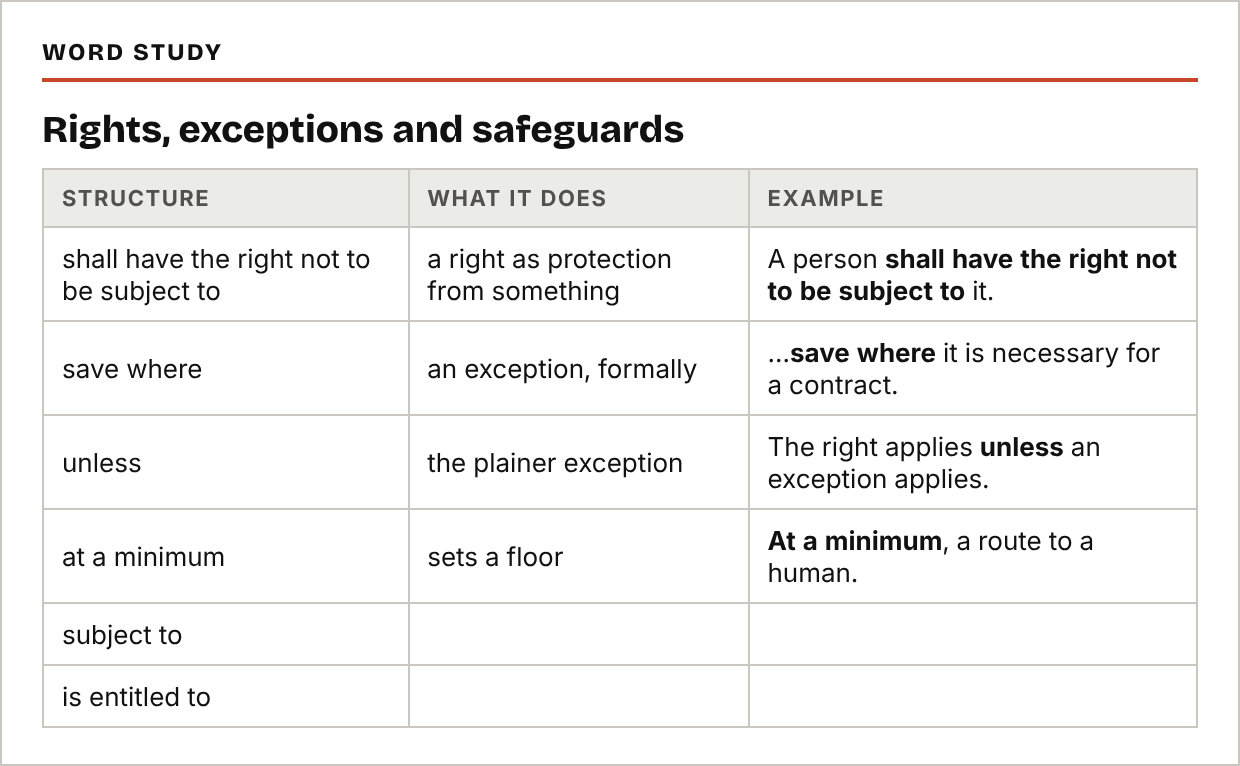 WORD STUDY
Rights, exceptions and safeguards
STRUCTURE
WHAT IT DOES
EXAMPLE
shall have the right not to
be subject to
a right as protection
from something
A person shall have the right not
to be subject to it.
save where
an exception, formally
...save where it is necessary for
a contract.
unless
the plainer exception
The right applies unless an
exception applies.
at a minimum
sets a floor
At a minimum, a route to a
human.
subject to
is entitled to